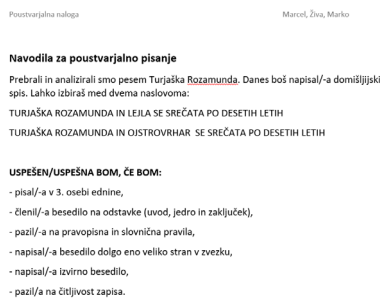 Poustvarjalna naloga Marcel, Živa, Marko
Navodila za poustvarjalno pisanje
Prebrali in analizirali smo pesem Turjaška Rozamunda. Danes boš napisal/-a domišljijski
spis. Lahko izbiraš med dvema naslovoma:
TURJAŠKA ROZAMUNDA IN LEJLA SE SREČATA PO DESETIH LETIH
TURJAŠKA ROZAMUNDA IN OJSTROVRHAR SE SREČATA PO DESETIH LETIH
USPEŠEN/USPEŠNA BOM, ČE BOM:
- pisal/-a v 3. osebi ednine,
- členil/-a besedilo na odstavke (uvod, jedro in zaključek),
- pazil/-a na pravopisna in slovnična pravila,
- napisal/-a besedilo dolgo eno veliko stran v zvezku,
- napisal/-a izvirno besedilo,
- pazil/a na čitljivost zapisa.